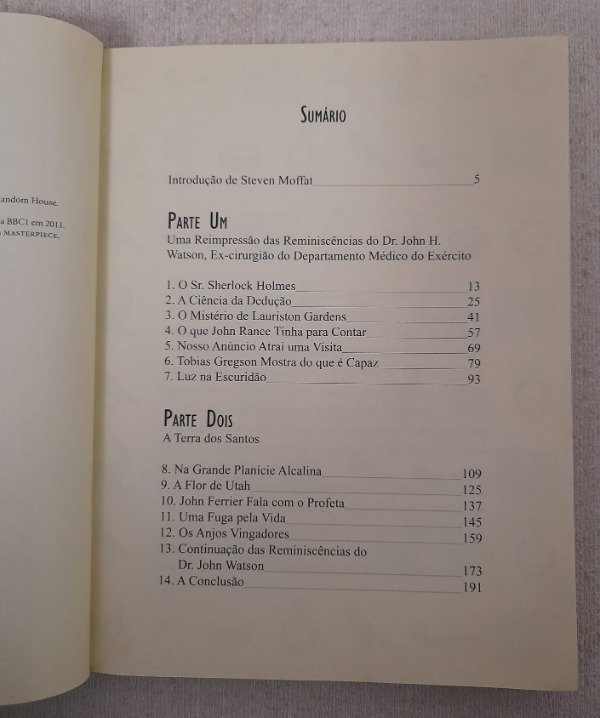 andom House.
a BBC1 em 2011.
MASTERPIECE.
SUMÁRIO
Introdução de Steven Moffat 5
PARTE UM
Uma Reimpressão das Reminiscências do Dr. John H.
Watson, Ex-cirurgião do Departamento Médico do Exército
1. O Sr. Sherlock Holmes 13
2. A Ciência da Dedução 25
3. O Mistério de Lauriston Gardens 41
4. O que John Rance Tinha para Contar 57
5. Nosso Anúncio Atrai uma Visita 69
6. Tobias Gregson Mostra do que é Capaz 79
7. Luz na Escuridão 93
PARTE DOIS
A Terra dos Santos
8. Na Grande Planície Alcalina 109
9. A Flor de Utah 125
10. John Ferrier Fala com o Profeta 137
11. Uma Fuga pela Vida 145
12. Os Anjos Vingadores 159
13. Continuação das Reminiscências do
Dr. John Watson 173
14. A Conclusão 191